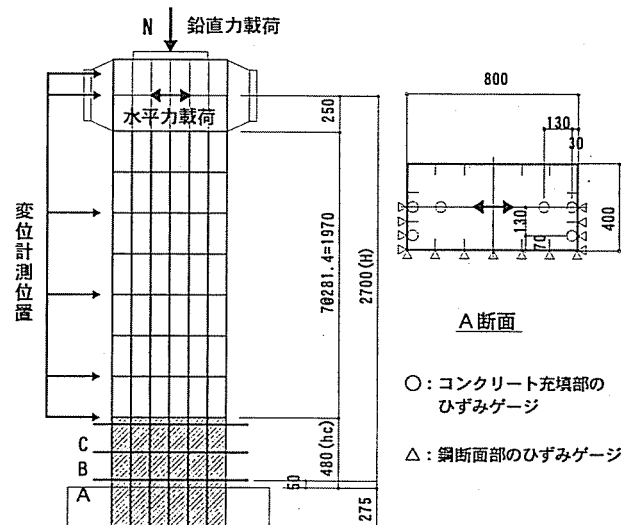 N 鉛直力載荷
水平力載荷
変位計測位置
250
7@281.4=1970
2700(H)
480(hc)
50
275
C
B
A
800
130
30
400
130
70
A断面
○：コンクリート充填部の
ひずみゲージ
△：鋼断面部のひずみゲージ